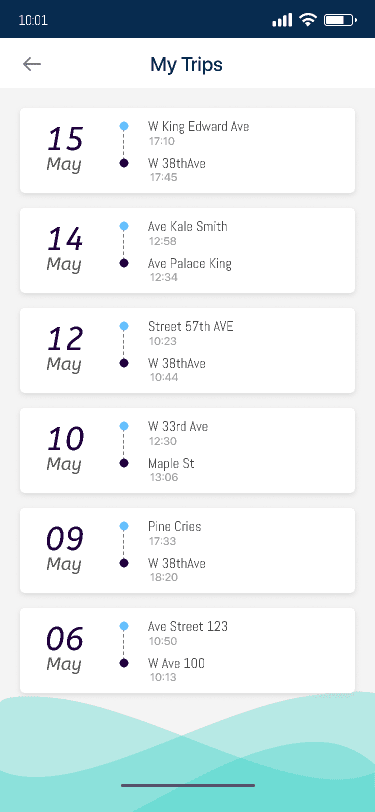 10:01
My Trips
15
May
W King Edward Ave
17:10
W 38thAve
17:45
14
May
Ave Kale Smith
12:58
Ave Palace King
12:34
12
May
Street 57th AVE
10:23
W 38thAve
10:44
10
May
W 33rd Ave
12:30
Maple St
13:06
09
May
Pine Cries
17:33
W 38thAve
18:20
06
May
Ave Street 123
10:50
W Ave 100
10:13